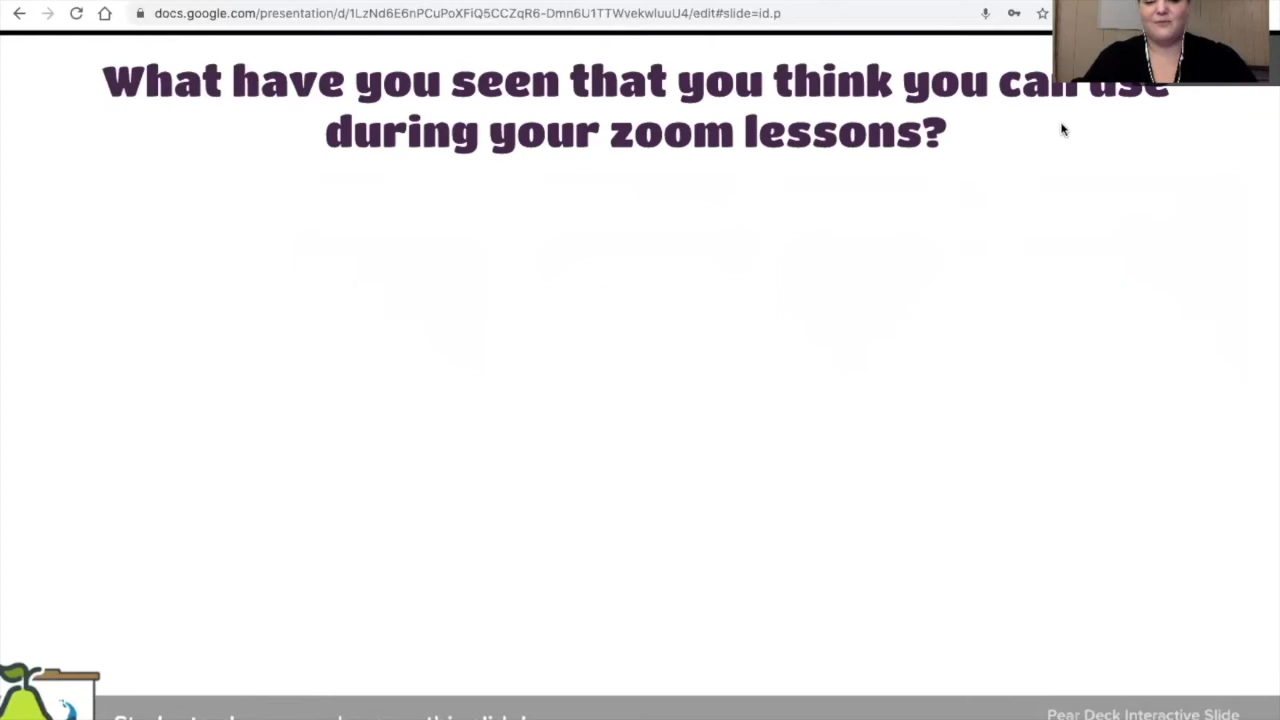 docs.google.com/presentation/d/1LzNd6E6nPCuPoXFiQ5CCZqR6-Dmn6U1TTWvekwluuU4/edit#slide=id.p
What have you seen that you think you can use
during your zoom lessons?
Pear Deck Interactive Slide